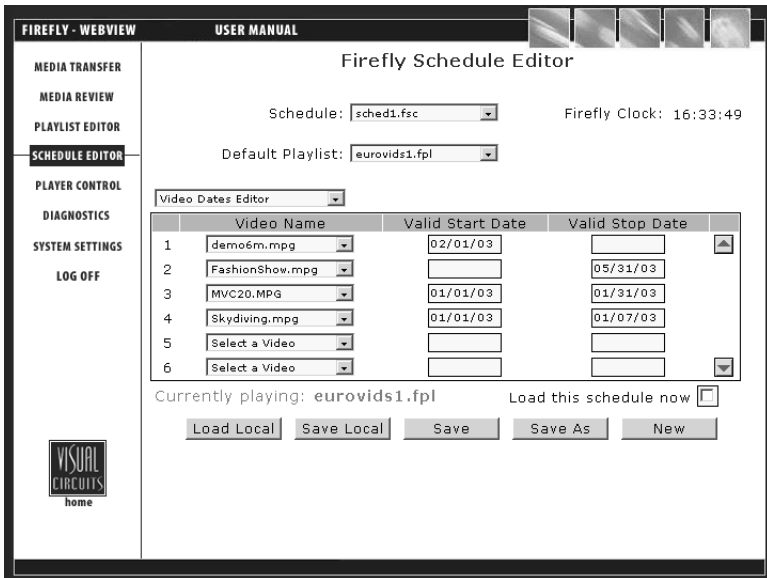 FIREFLY - WEBVIEW USER MANUAL
MEDIA TRANSFER
MEDIA REVIEW
PLAYLIST EDITOR
SCHEDULE EDITOR
PLAYER CONTROL
DIAGNOSTICS
SYSTEM SETTINGS
LOG OFF
VISUAL
CIRCUITS
home
Firefly Schedule Editor
Schedule: sched1.fsc Firefly Clock: 16:33:49
Default Playlist: eurovids1.fpl
Video Dates Editor
Video Name Valid Start Date Valid Stop Date
1 demo6m.mpg 02/01/03
2 FashionShow.mpg 05/31/03
3 MVC20.MPG 01/01/03 01/31/03
4 Skydiving.mpg 01/01/03 01/07/03
5 Select a Video
6 Select a Video
Currently playing: eurovids1.fpl Load this schedule now
Load Local Save Local Save Save As New